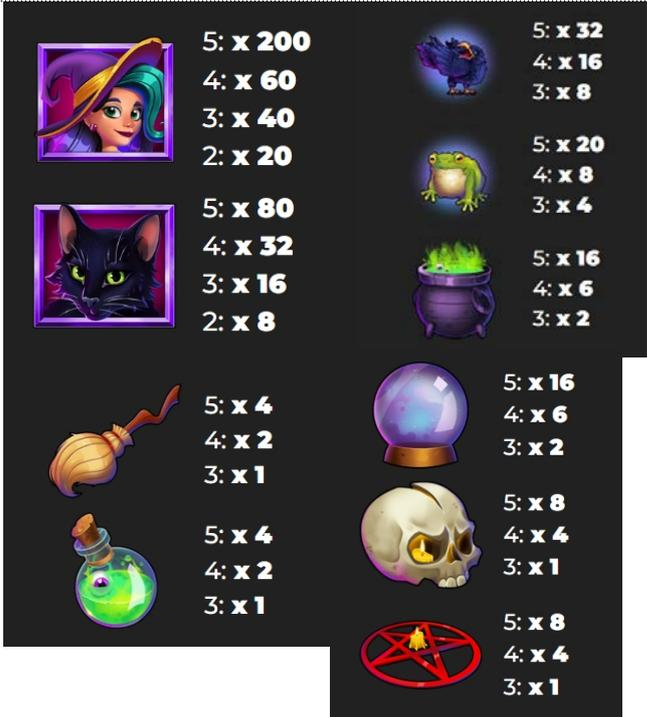 5: x 200
4: x 60
3: x 40
2: x 20
5: x 80
4: x 32
3: x 16
2: x 8
5: x 4
4: x 2
3: x 1
5: x 4
4: x 2
3: x 1
5: x 32
4: x 16
3: x 8
5: x 20
4: x 8
3: x 4
5: x 16
4: x 6
3: x 2
5: x 16
4: x 6
3: x 2
5: x 8
4: x 4
3: x 1
5: x 8
4: x 4
3: x 1